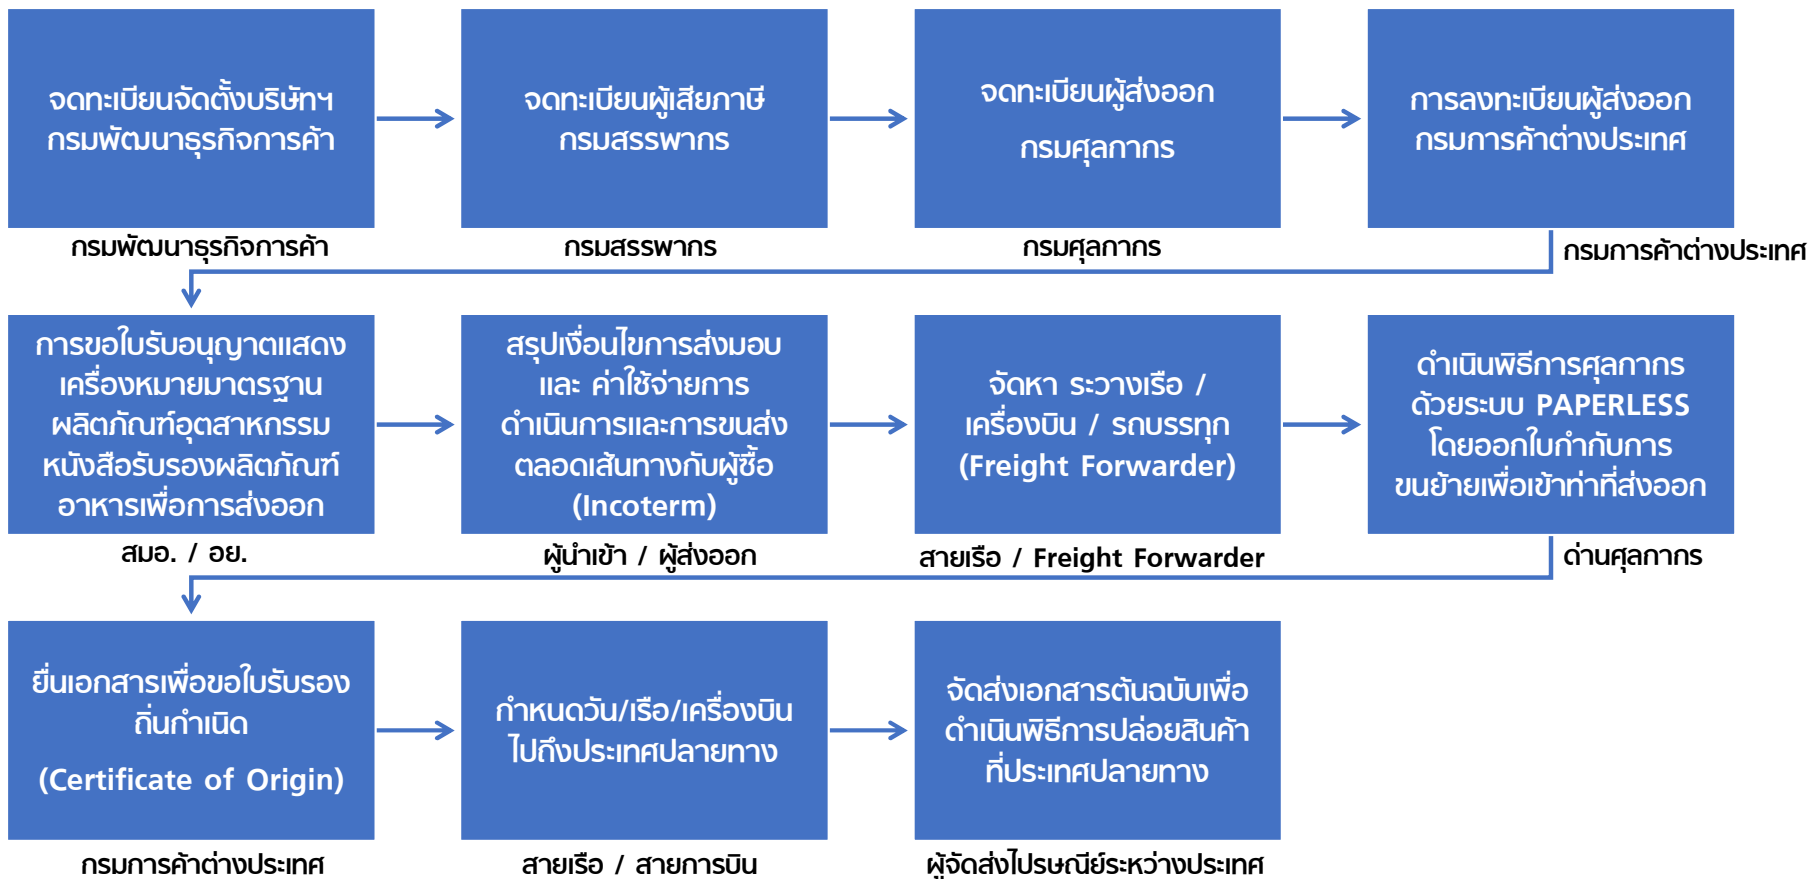 จดทะเบียนจัดตั้งบริษัทฯ
กรมพัฒนาธุรกิจการค้า
กรมพัฒนาธุรกิจการค้า
จดทะเบียนผู้เสียภาษี
กรมสรรพากร
กรมสรรพากร
จดทะเบียนผู้ส่งออก
กรมศุลกากร
กรมศุลกากร
การลงทะเบียนผู้ส่งออก
กรมการค้าต่างประเทศ
กรมการค้าต่างประเทศ
การขอใบรับอนุญาตแสดง
เครื่องหมายมาตรฐาน
ผลิตภัณฑ์อุตสาหกรรม
หนังสือรับรองผลิตภัณฑ์
อาหารเพื่อการส่งออก
สมอ. / อย.
สรุปเงื่อนไขการส่งมอบ
และ ค่าใช้จ่ายการ
ดำเนินการและการขนส่ง
ตลอดเส้นทางกับผู้ซื้อ
(Incoterm)
ผู้นำเข้า / ผู้ส่งออก
จัดหา ระวางเรือ /
เครื่องบิน / รถบรรทุก
(Freight Forwarder)
สายเรือ / Freight Forwarder
ดำเนินพิธีการศุลกากร
ด้วยระบบ PAPERLESS
โดยออกใบกำกับการ
ขนย้ายเพื่อเข้าท่าที่ส่งออก
ด่านศุลกากร
ยื่นเอกสารเพื่อขอใบรับรอง
ถิ่นกำเนิด
(Certificate of Origin)
กรมการค้าต่างประเทศ
กำหนดวัน/เรือ/เครื่องบิน
ไปถึงประเทศปลายทาง
สายเรือ / สายการบิน
จัดส่งเอกสารต้นฉบับเพื่อ
ดำเนินพิธีการปล่อยสินค้า
ที่ประเทศปลายทาง
ผู้จัดส่งไปรษณีย์ระหว่างประเทศ